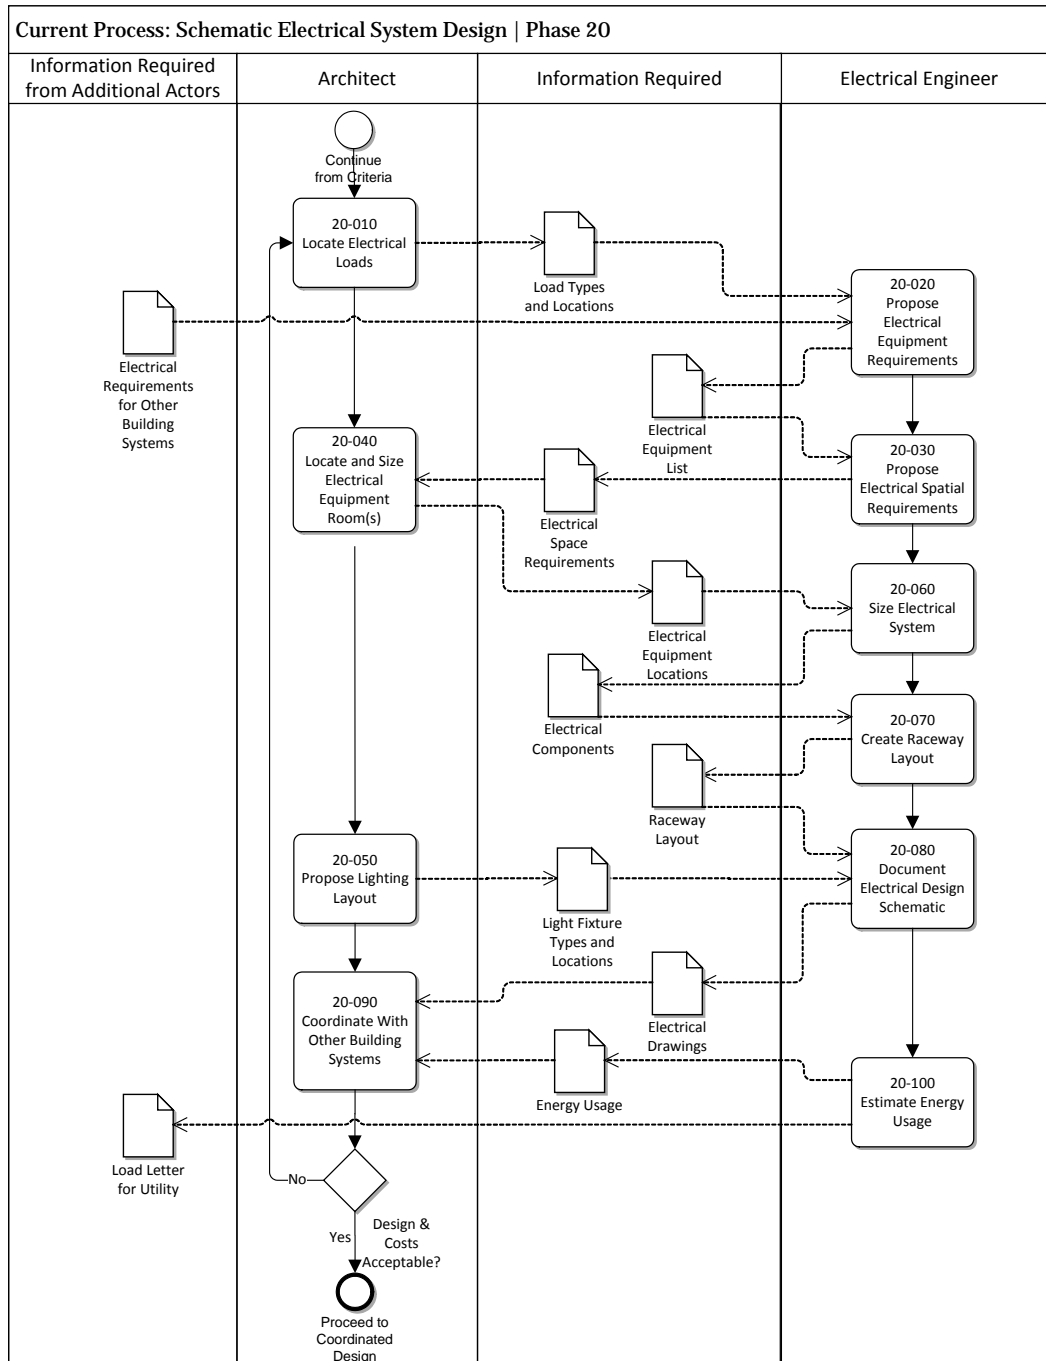 Current Process: Schematic Electrical System Design | Phase 20
Information Required
from Additional Actors
Architect
Information Required
Electrical Engineer
Continue
from Criteria
20-010
Locate Electrical
Loads
Load Types
and Locations
20-020
Propose
Electrical
Equipment
Requirements
Electrical
Requirements
for Other
Building
Systems
Electrical
Equipment
List
20-030
Propose
Electrical Spatial
Requirements
20-040
Locate and Size
Electrical
Equipment
Room(s)
Electrical
Space
Requirements
20-060
Size Electrical
System
Electrical
Equipment
Locations
Electrical
Components
20-070
Create Raceway
Layout
Raceway
Layout
20-050
Propose Lighting
Layout
Light Fixture
Types and
Locations
20-080
Document
Electrical Design
Schematic
20-090
Coordinate With
Other Building
Systems
Electrical
Drawings
Energy Usage
20-100
Estimate Energy
Usage
Load Letter
for Utility
No
Yes
Design &
Costs
Acceptable?
Proceed to
Coordinated
Design